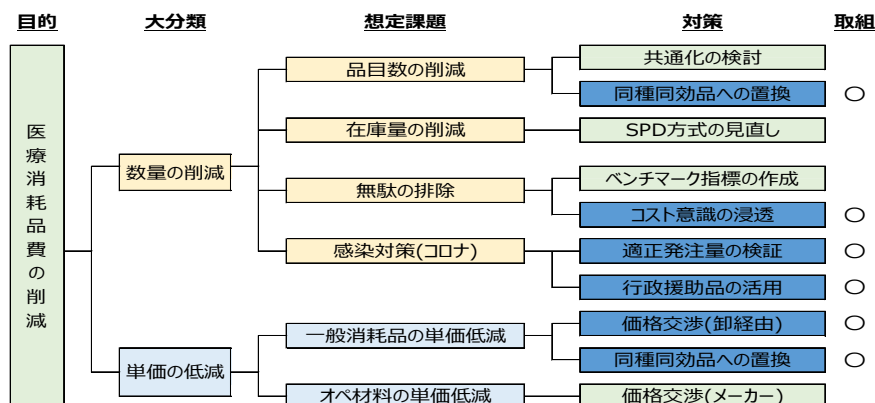 目的 大分類 想定課題 対策 取組
医療消耗品費の削減
数量の削減
品目数の削減
共通化の検討
同種同効品への置換 ○
在庫量の削減
SPD方式の見直し
無駄の排除
ベンチマーク指標の作成
コスト意識の浸透 ○
感染対策(コロナ)
適正発注量の検証 ○
行政援助品の活用 ○
単価の低減
一般消耗品の単価低減
価格交渉(卸経由) ○
同種同効品への置換 ○
オペ材料の単価低減
価格交渉(メーカー)